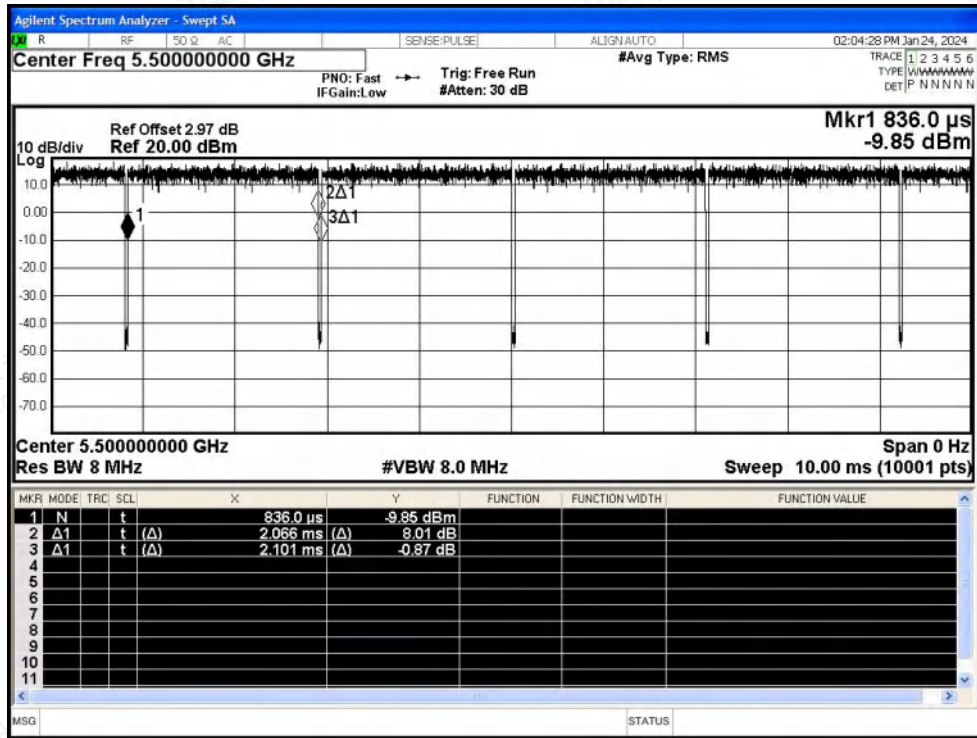 Agilent Spectrum Analyzer - Swept SA
R RF 50 Ω AC SENSE:PULSE ALIGN AUTO 02:04:28 PM Jan 24, 2024
Center Freq 5.500000000 GHz #Avg Type: RMS TRACE 1 2 3 4 5 6
PNO: Fast Trig: Free Run TYPE
IFGain:Low #Atten: 30 dB DET P N N N N N
Mkr1 836.0 µs
Ref Offset 2.97 dB
10 dB/div Ref 20.00 dBm -9.85 dBm
Log
10.0
2Δ1
0.00
1
3Δ1
-10.0
-20.0
-30.0
-40.0
-50.0
-60.0
-70.0
Center 5.500000000 GHz Span 0 Hz
Res BW 8 MHz #VBW 8.0 MHz Sweep 10.00 ms (10001 pts)
MKR MODE TRC SCL X Y FUNCTION FUNCTION WIDTH FUNCTION VALUE
1 N t 836.0 µs -9.85 dBm
2 Δ1 t (Δ) 2.066 ms (Δ) 8.01 dB
3 Δ1 t (Δ) 2.101 ms (Δ) -0.87 dB
4
5
6
7
8
9
10
11
MSG STATUS